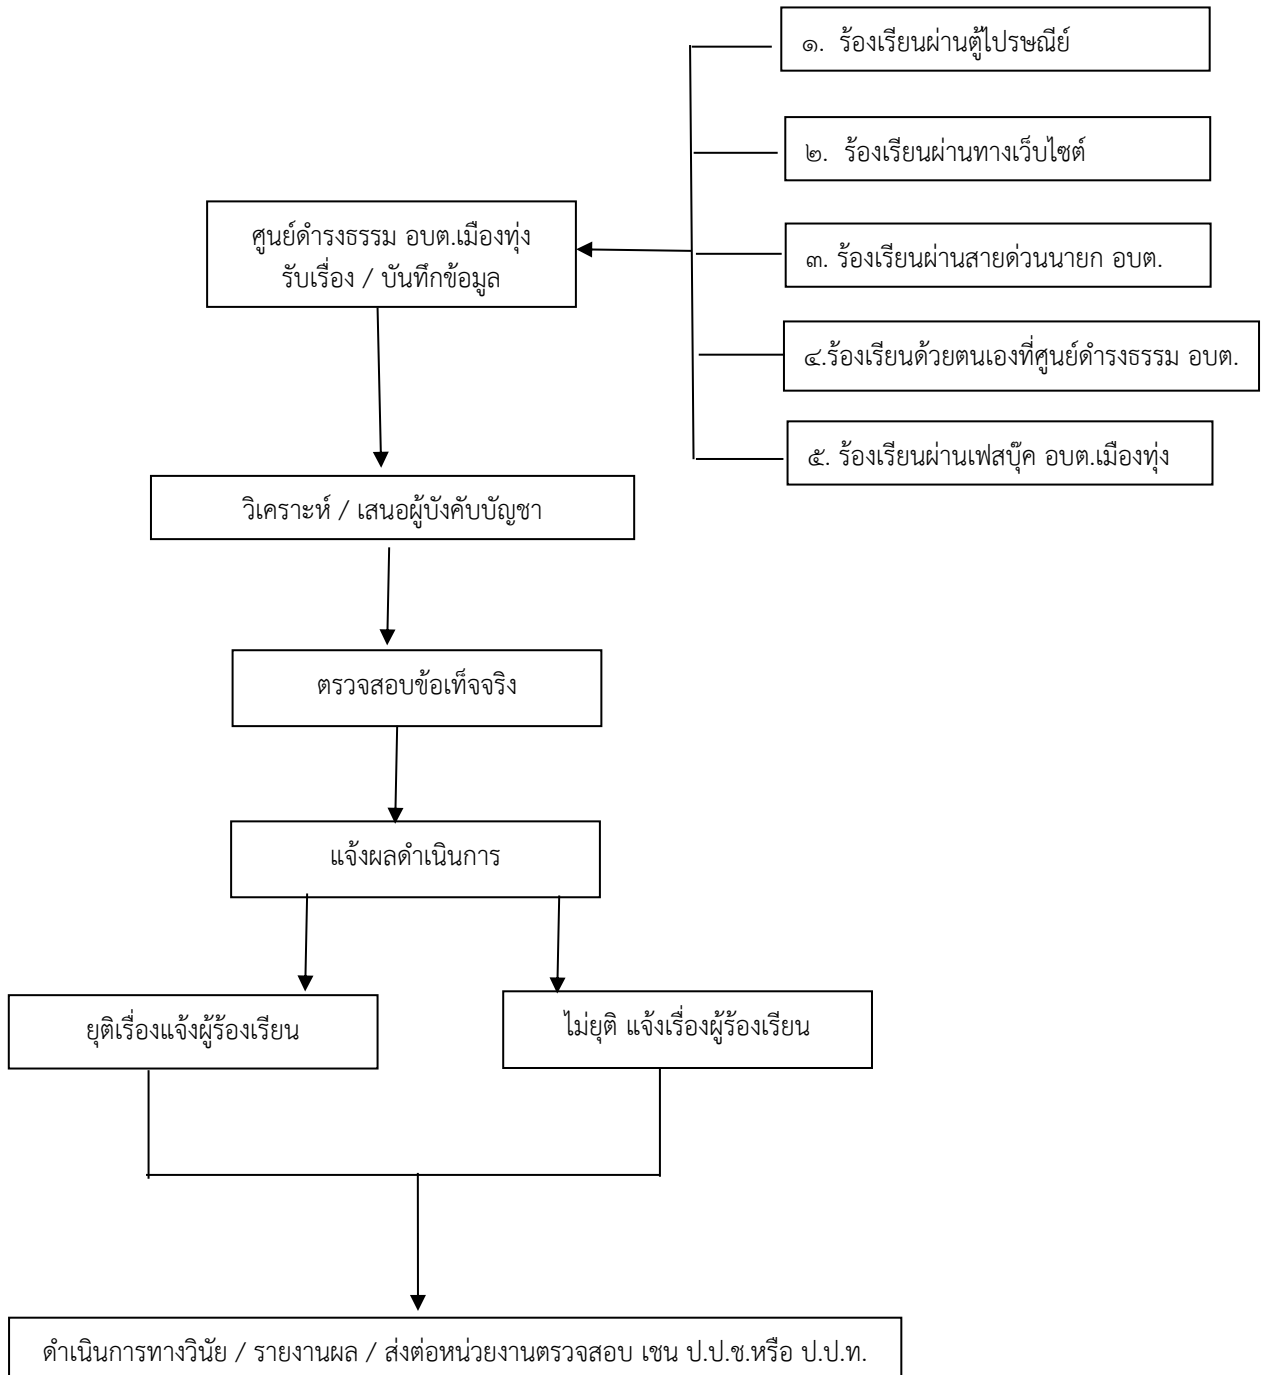 ๑. ร้องเรียนผ่านตู้ไปรษณีย์
๒. ร้องเรียนผ่านทางเว็บไซต์
ศูนย์ดำรงธรรม อบต.เมืองทุ่ง
รับเรื่อง / บันทึกข้อมูล
๓. ร้องเรียนผ่านสายด่วนนายก อบต.
๔.ร้องเรียนด้วยตนเองที่ศูนย์ดำรงธรรม อบต.
๕. ร้องเรียนผ่านเฟสบุ๊ค อบต.เมืองทุ่ง
วิเคราะห์ / เสนอผู้บังคับบัญชา
ตรวจสอบข้อเท็จจริง
แจ้งผลดำเนินการ
ยุติเรื่องแจ้งผู้ร้องเรียน
ไม่ยุติ แจ้งเรื่องผู้ร้องเรียน
ดำเนินการทางวินัย / รายงานผล / ส่งต่อหน่วยงานตรวจสอบ เชน ป.ป.ช.หรือ ป.ป.ท.